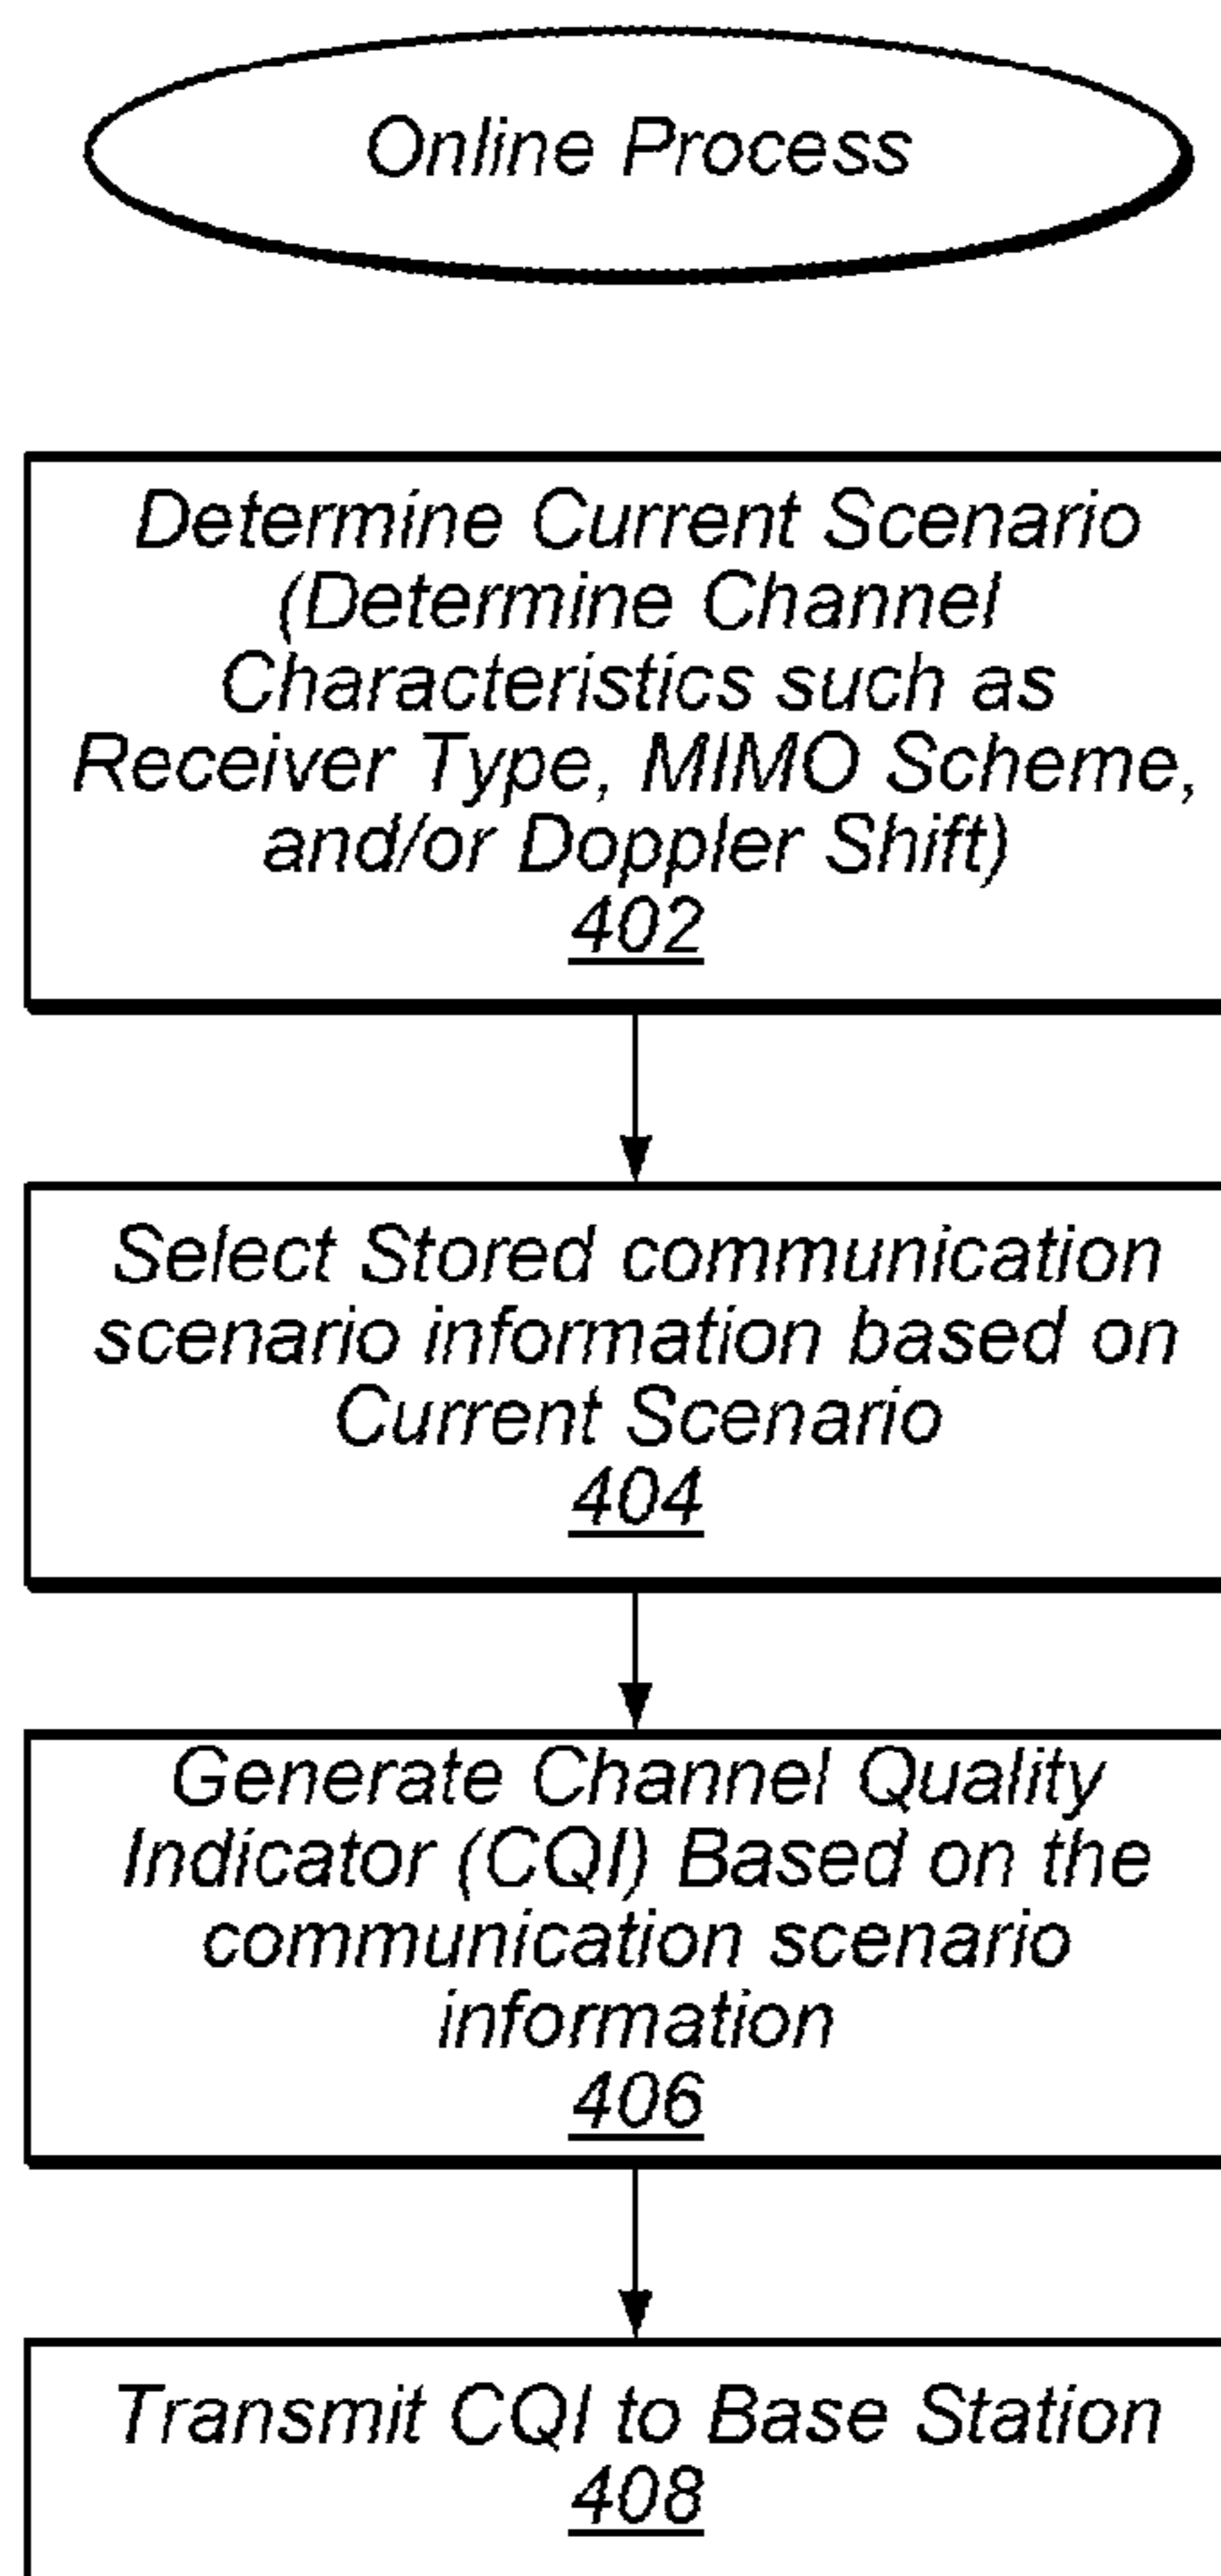 Online Process
Determine Current Scenario
(Determine Channel
Characteristics such as
Receiver Type, MIMO Scheme,
and/or Doppler Shift)
402
Select Stored communication
scenario information based on
Current Scenario
404
Generate Channel Quality
Indicator (CQI) Based on the
communication scenario
information
406
Transmit CQI to Base Station
408